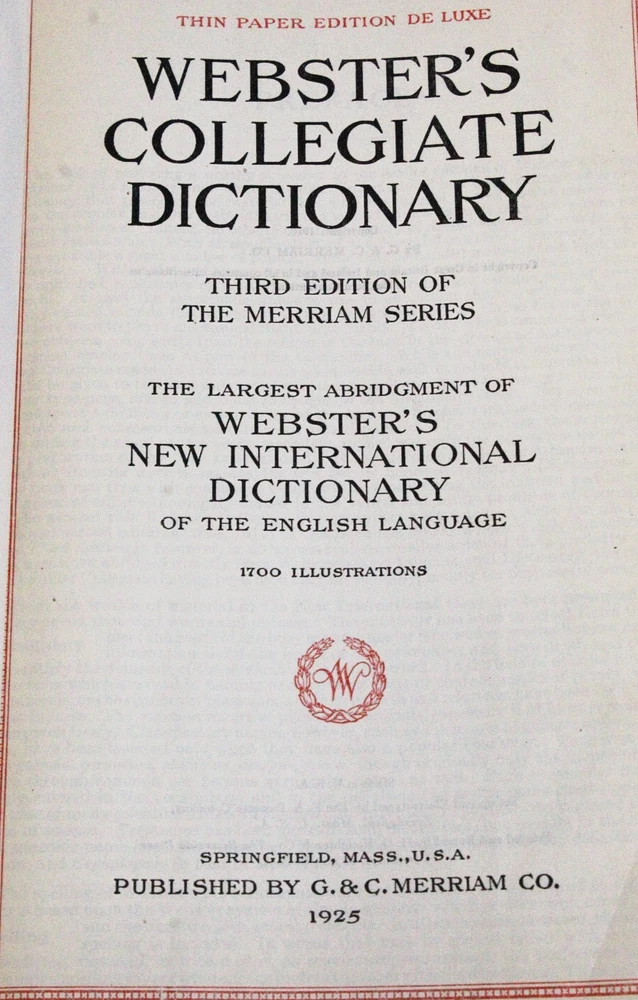 THIN PAPER EDITION DE LUXE
WEBSTER'S
COLLEGIATE
DICTIONARY
THIRD EDITION OF
THE MERRIAM SERIES
THE LARGEST ABRIDGMENT OF
WEBSTER'S
NEW INTERNATIONAL
DICTIONARY
OF THE ENGLISH LANGUAGE
1700 ILLUSTRATIONS
W
SPRINGFIELD, MASS., U.S.A.
PUBLISHED BY G. & C. MERRIAM CO.
1925